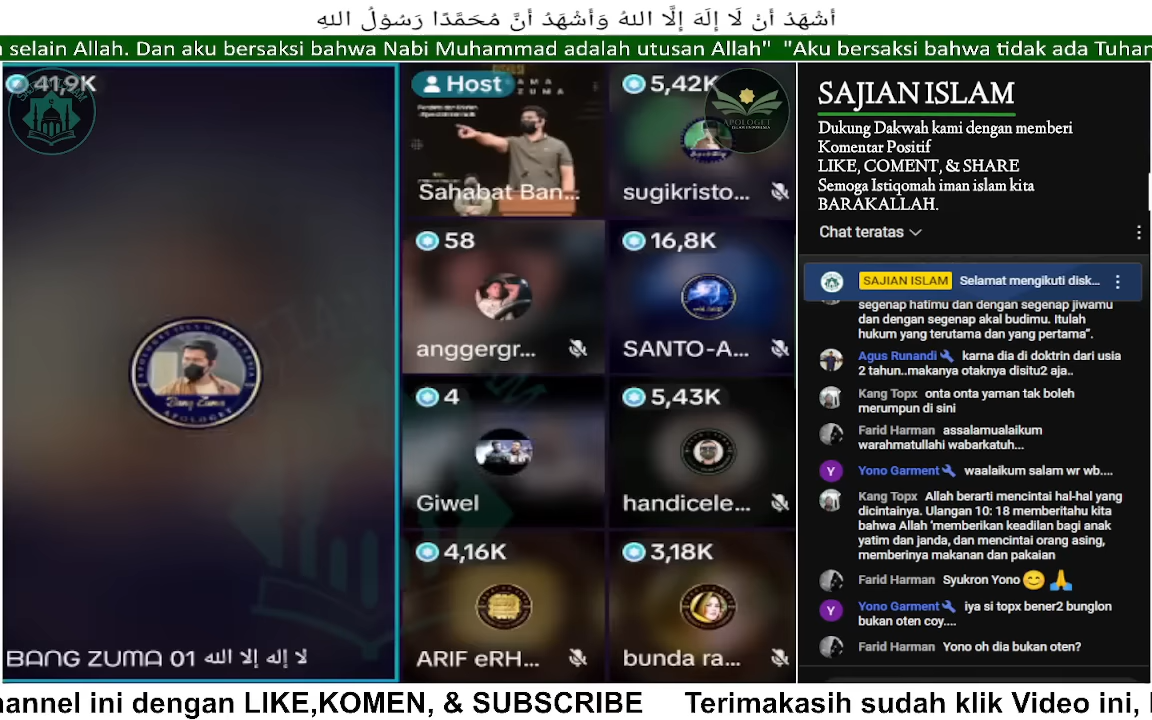 أشْهَدُ أنْ لَا إلَهَ إلَّا اللهُ وَأشْهَدُ أنَّ مُحَمَّدًا رَسُوْلُ اللهِ
selain Allah. Dan aku bersaksi bahwa Nabi Muhammad adalah utusan Allah" "Aku bersaksi bahwa tidak ada Tuhan
41,9K
Host
5,42K
APOLOGET
Sahabat Ban...
sugikristo...
58
16,8K
anggergr...
SANTO-A...
4
5,43K
Bang Zuma
APOLOGET
Giwel
handicele...
4,16K
3,18K
BANG ZUMA 01 لا إله إلا الله
ARIF eRH...
bunda ra...
SAJIAN ISLAM
Dukung Dakwah kami dengan memberi
Komentar Positif
LIKE, COMENT, & SHARE
Semoga Istiqomah iman islam kita
BARAKALLAH.
Chat teratas
SAJIAN ISLAM Selamat mengikuti disk...
segenap hatimu dan dengan segenap jiwamu
dan dengan segenap akal budimu. Itulah
hukum yang terutama dan yang pertama".
Agus Runandi karna dia di doktrin dari usia
2 tahun..makanya otaknya disitu2 aja..
Kang Topx onta onta yaman tak boleh
merumpun di sini
Farid Harman assalamualaikum
warahmatullahi wabarkatuh...
Y
Yono Garment waalaikum salam wr wb....
Kang Topx Allah berarti mencintai hal-hal yang
dicintainya. Ulangan 10: 18 memberitahu kita
bahwa Allah ‘memberikan keadilan bagi anak
yatim dan janda, dan mencintai orang asing,
memberinya makanan dan pakaian
Farid Harman Syukron Yono😊🙏
Y
Yono Garment iya si topx bener2 bunglon
bukan oten coy....
Farid Harman Yono oh dia bukan oten?
hannel ini dengan LIKE,KOMEN, & SUBSCRIBE Terimakasih sudah klik Video ini,